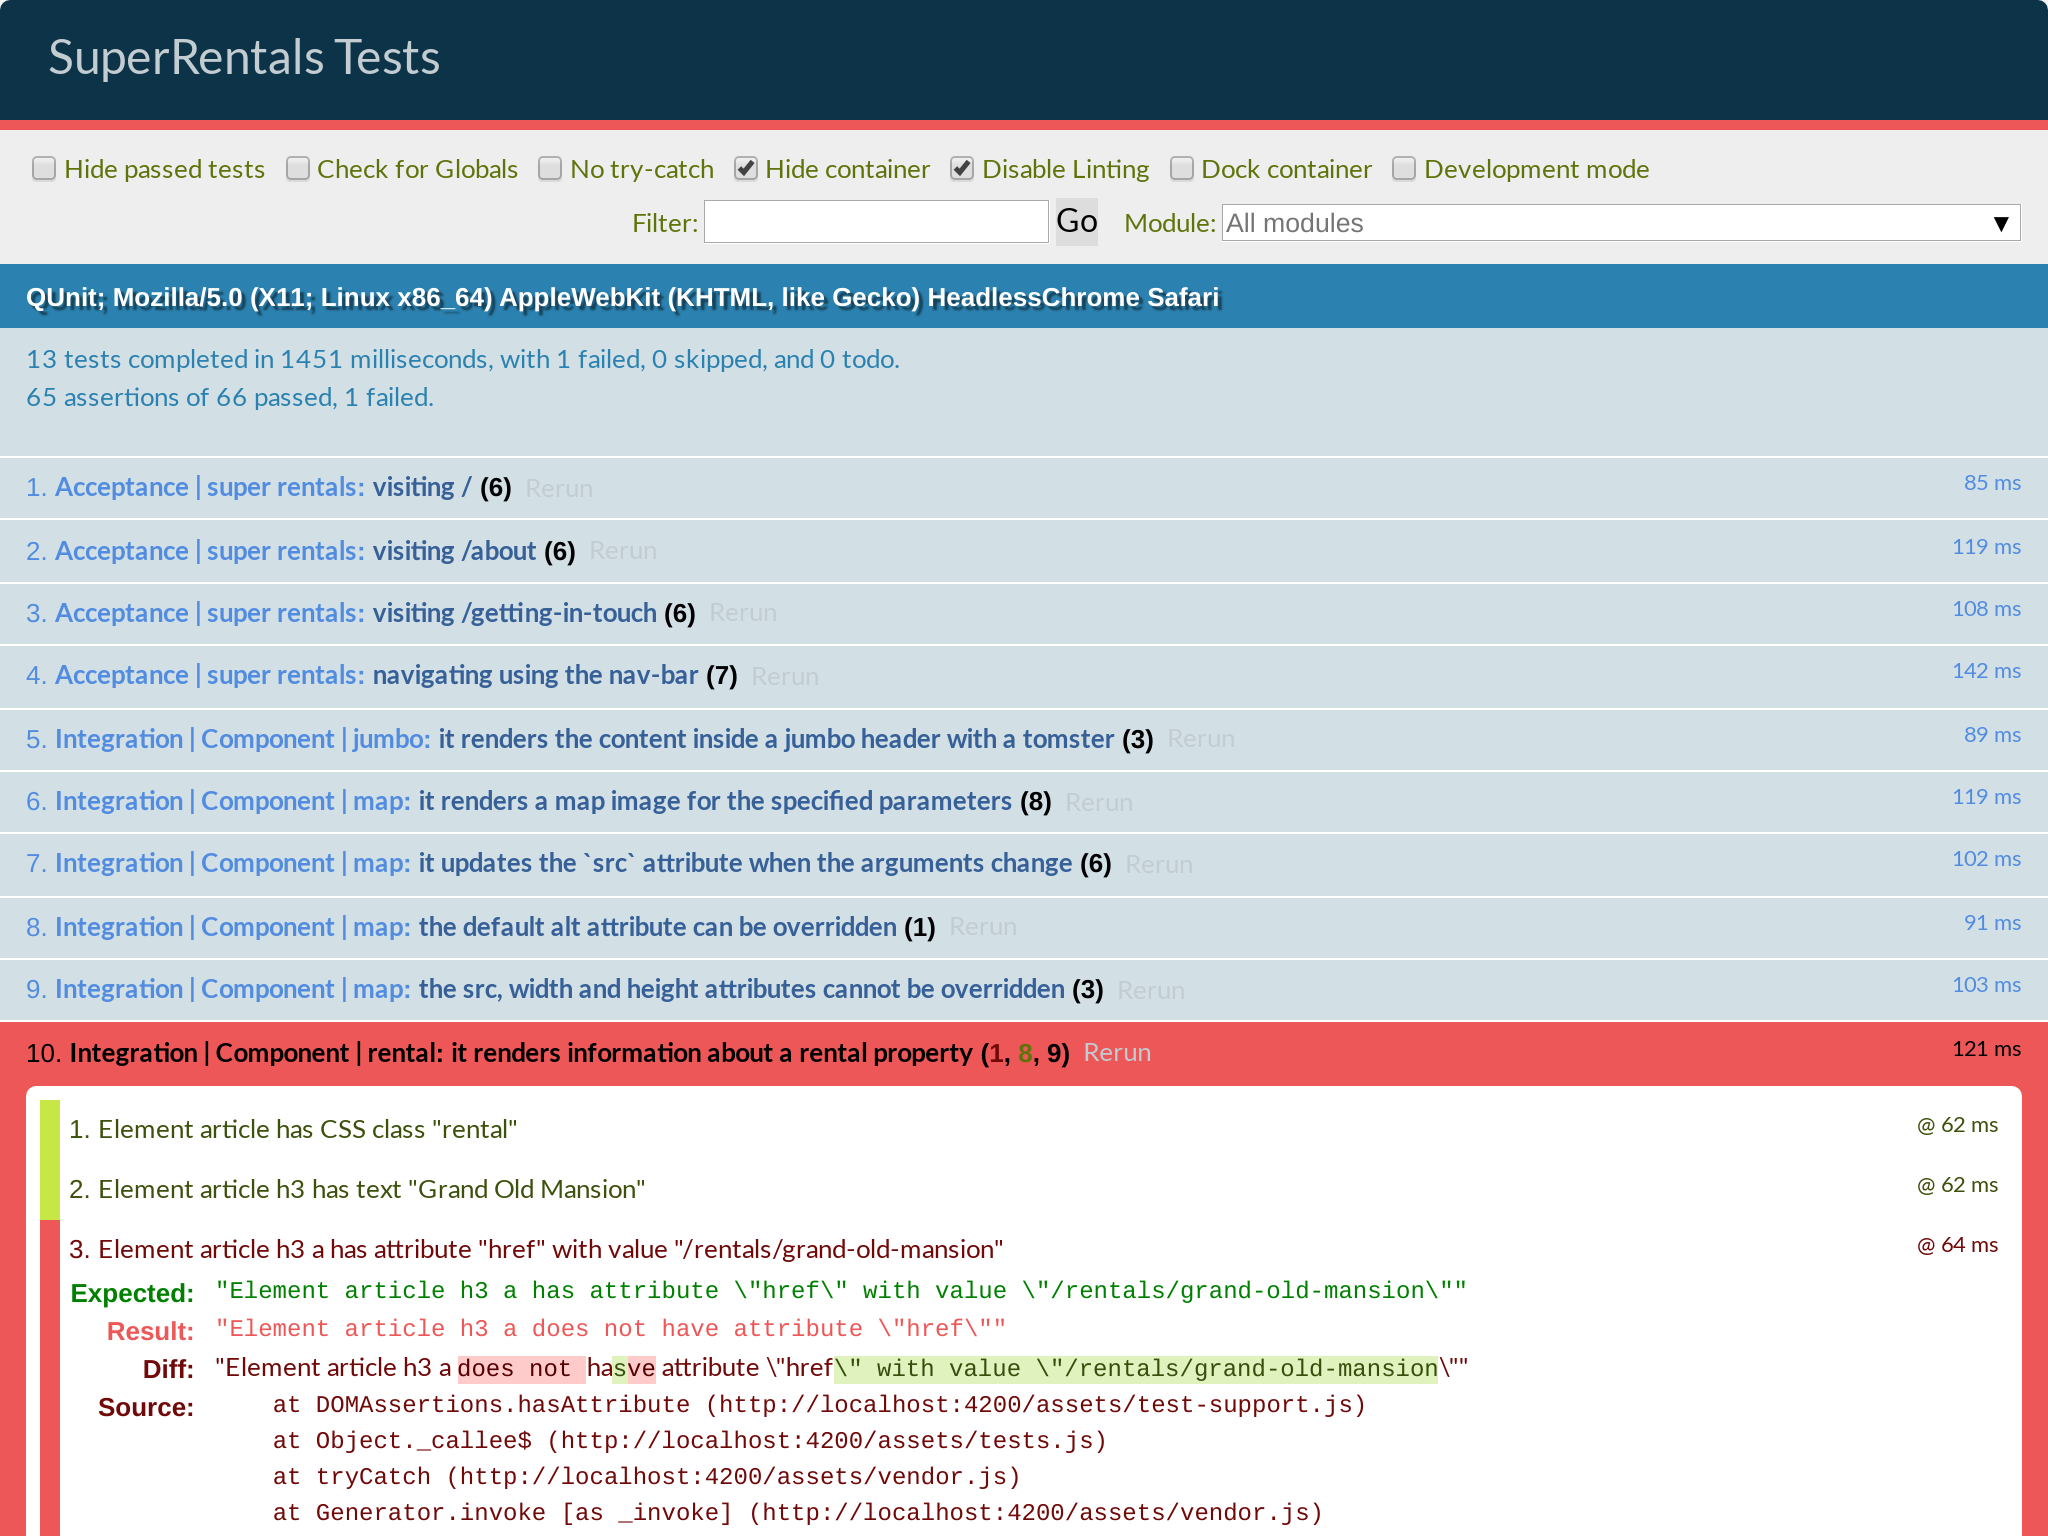 SuperRentals Tests
Hide passed tests Check for Globals No try-catch Hide container Disable Linting Dock container Development mode
Filter: Go Module: All modules ▼
QUnit; Mozilla/5.0 (X11; Linux x86_64) AppleWebKit (KHTML, like Gecko) HeadlessChrome Safari
13 tests completed in 1451 milliseconds, with 1 failed, 0 skipped, and 0 todo.
65 assertions of 66 passed, 1 failed.
1. Acceptance | super rentals: visiting / (6) Rerun 85 ms
2. Acceptance | super rentals: visiting /about (6) Rerun 119 ms
3. Acceptance | super rentals: visiting /getting-in-touch (6) Rerun 108 ms
4. Acceptance | super rentals: navigating using the nav-bar (7) Rerun 142 ms
5. Integration | Component | jumbo: it renders the content inside a jumbo header with a tomster (3) Rerun 89 ms
6. Integration | Component | map: it renders a map image for the specified parameters (8) Rerun 119 ms
7. Integration | Component | map: it updates the `src` attribute when the arguments change (6) Rerun 102 ms
8. Integration | Component | map: the default alt attribute can be overridden (1) Rerun 91 ms
9. Integration | Component | map: the src, width and height attributes cannot be overridden (3) Rerun 103 ms
10. Integration | Component | rental: it renders information about a rental property (1, 8, 9) Rerun 121 ms
1. Element article has CSS class "rental" @ 62 ms
2. Element article h3 has text "Grand Old Mansion" @ 62 ms
3. Element article h3 a has attribute "href" with value "/rentals/grand-old-mansion" @ 64 ms
Expected: "Element article h3 a has attribute \"href\" with value \"/rentals/grand-old-mansion\""
Result: "Element article h3 a does not have attribute \"href\""
Diff: "Element article h3 a does not hasve attribute \"href\" with value \"/rentals/grand-old-mansion\""
Source: at DOMAssertions.hasAttribute (http://localhost:4200/assets/test-support.js)
at Object._callee$ (http://localhost:4200/assets/tests.js)
at tryCatch (http://localhost:4200/assets/vendor.js)
at Generator.invoke [as _invoke] (http://localhost:4200/assets/vendor.js)